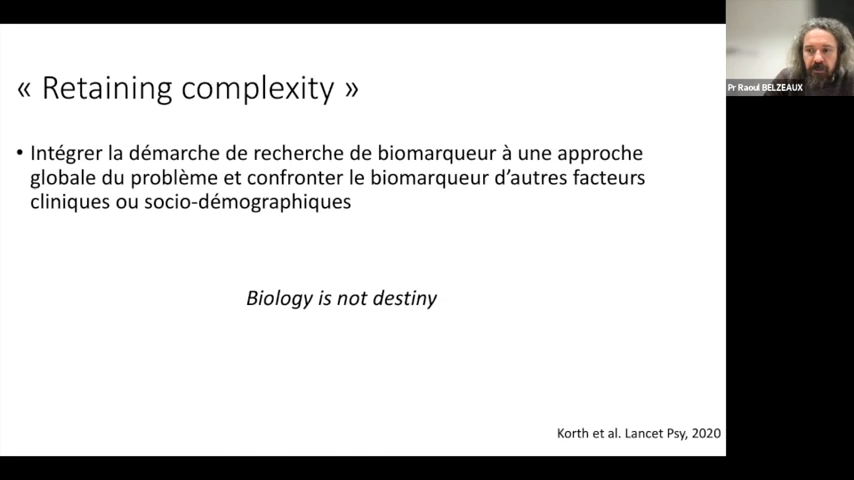 « Retaining complexity »
• Intégrer la démarche de recherche de biomarqueur à une approche
globale du problème et confronter le biomarqueur d’autres facteurs
cliniques ou socio-démographiques
Biology is not destiny
Korth et al. Lancet Psy, 2020
Pr Raoul BELZEAUX